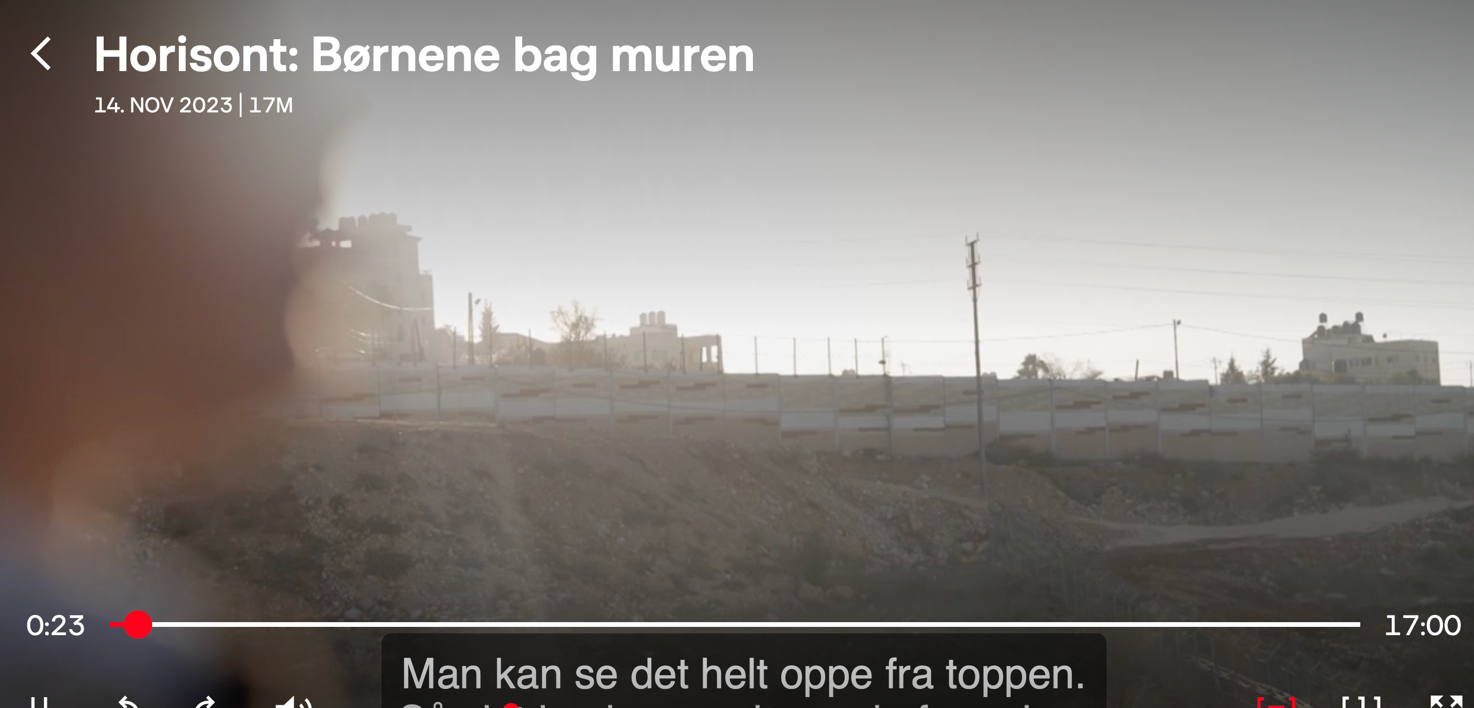 Horisont: Børnene bag muren
14. NOV 2023 | 17M
0:23
17:00
Man kan se det helt oppe fra toppen.